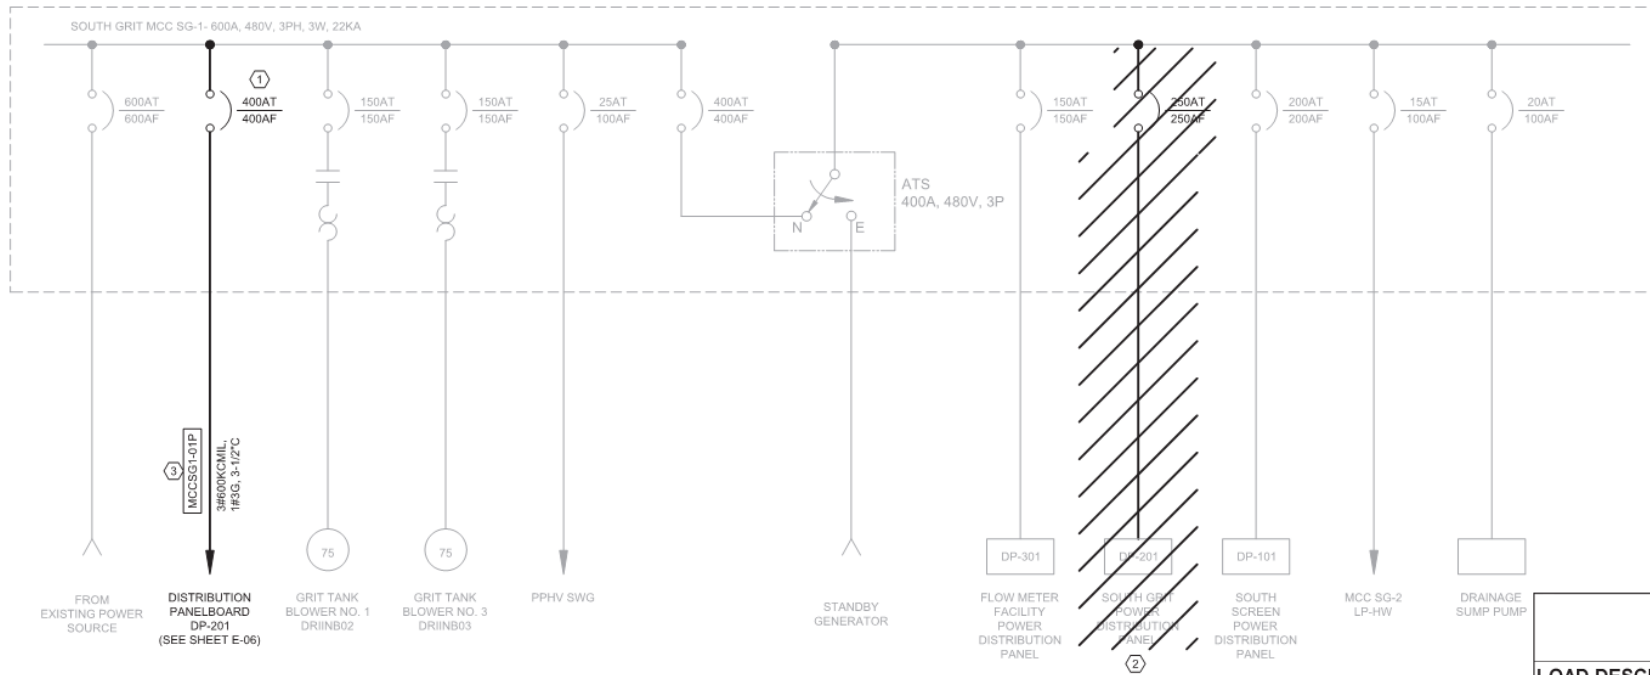 SOUTH GRIT MCC SG-1- 600A, 480V, 3PH, 3W, 22KA
1
600AT
600AF
400AT
400AF
150AT
150AF
150AT
150AF
25AT
100AF
400AT
400AF
150AT
150AF
250AT
250AF
200AT
200AF
15AT
100AF
20AT
100AF
ATS
400A, 480V, 3P
N
E
3
MCCSG1-01P
3#600KCMIL,
1#3G, 3-1/2"C
75
75
DP-301
DP-201
DP-101
FROM
EXISTING POWER
SOURCE
DISTRIBUTION
PANELBOARD
DP-201
(SEE SHEET E-06)
GRIT TANK
BLOWER NO. 1
DRIINB02
GRIT TANK
BLOWER NO. 3
DRIINB03
PPHV SWG
STANDBY
GENERATOR
FLOW METER
FACILITY
POWER
DISTRIBUTION
PANEL
SOUTH GRIT
POWER
DISTRIBUTION
PANEL
2
SOUTH
SCREEN
POWER
DISTRIBUTION
PANEL
MCC SG-2
LP-HW
DRAINAGE
SUMP PUMP
LOAD